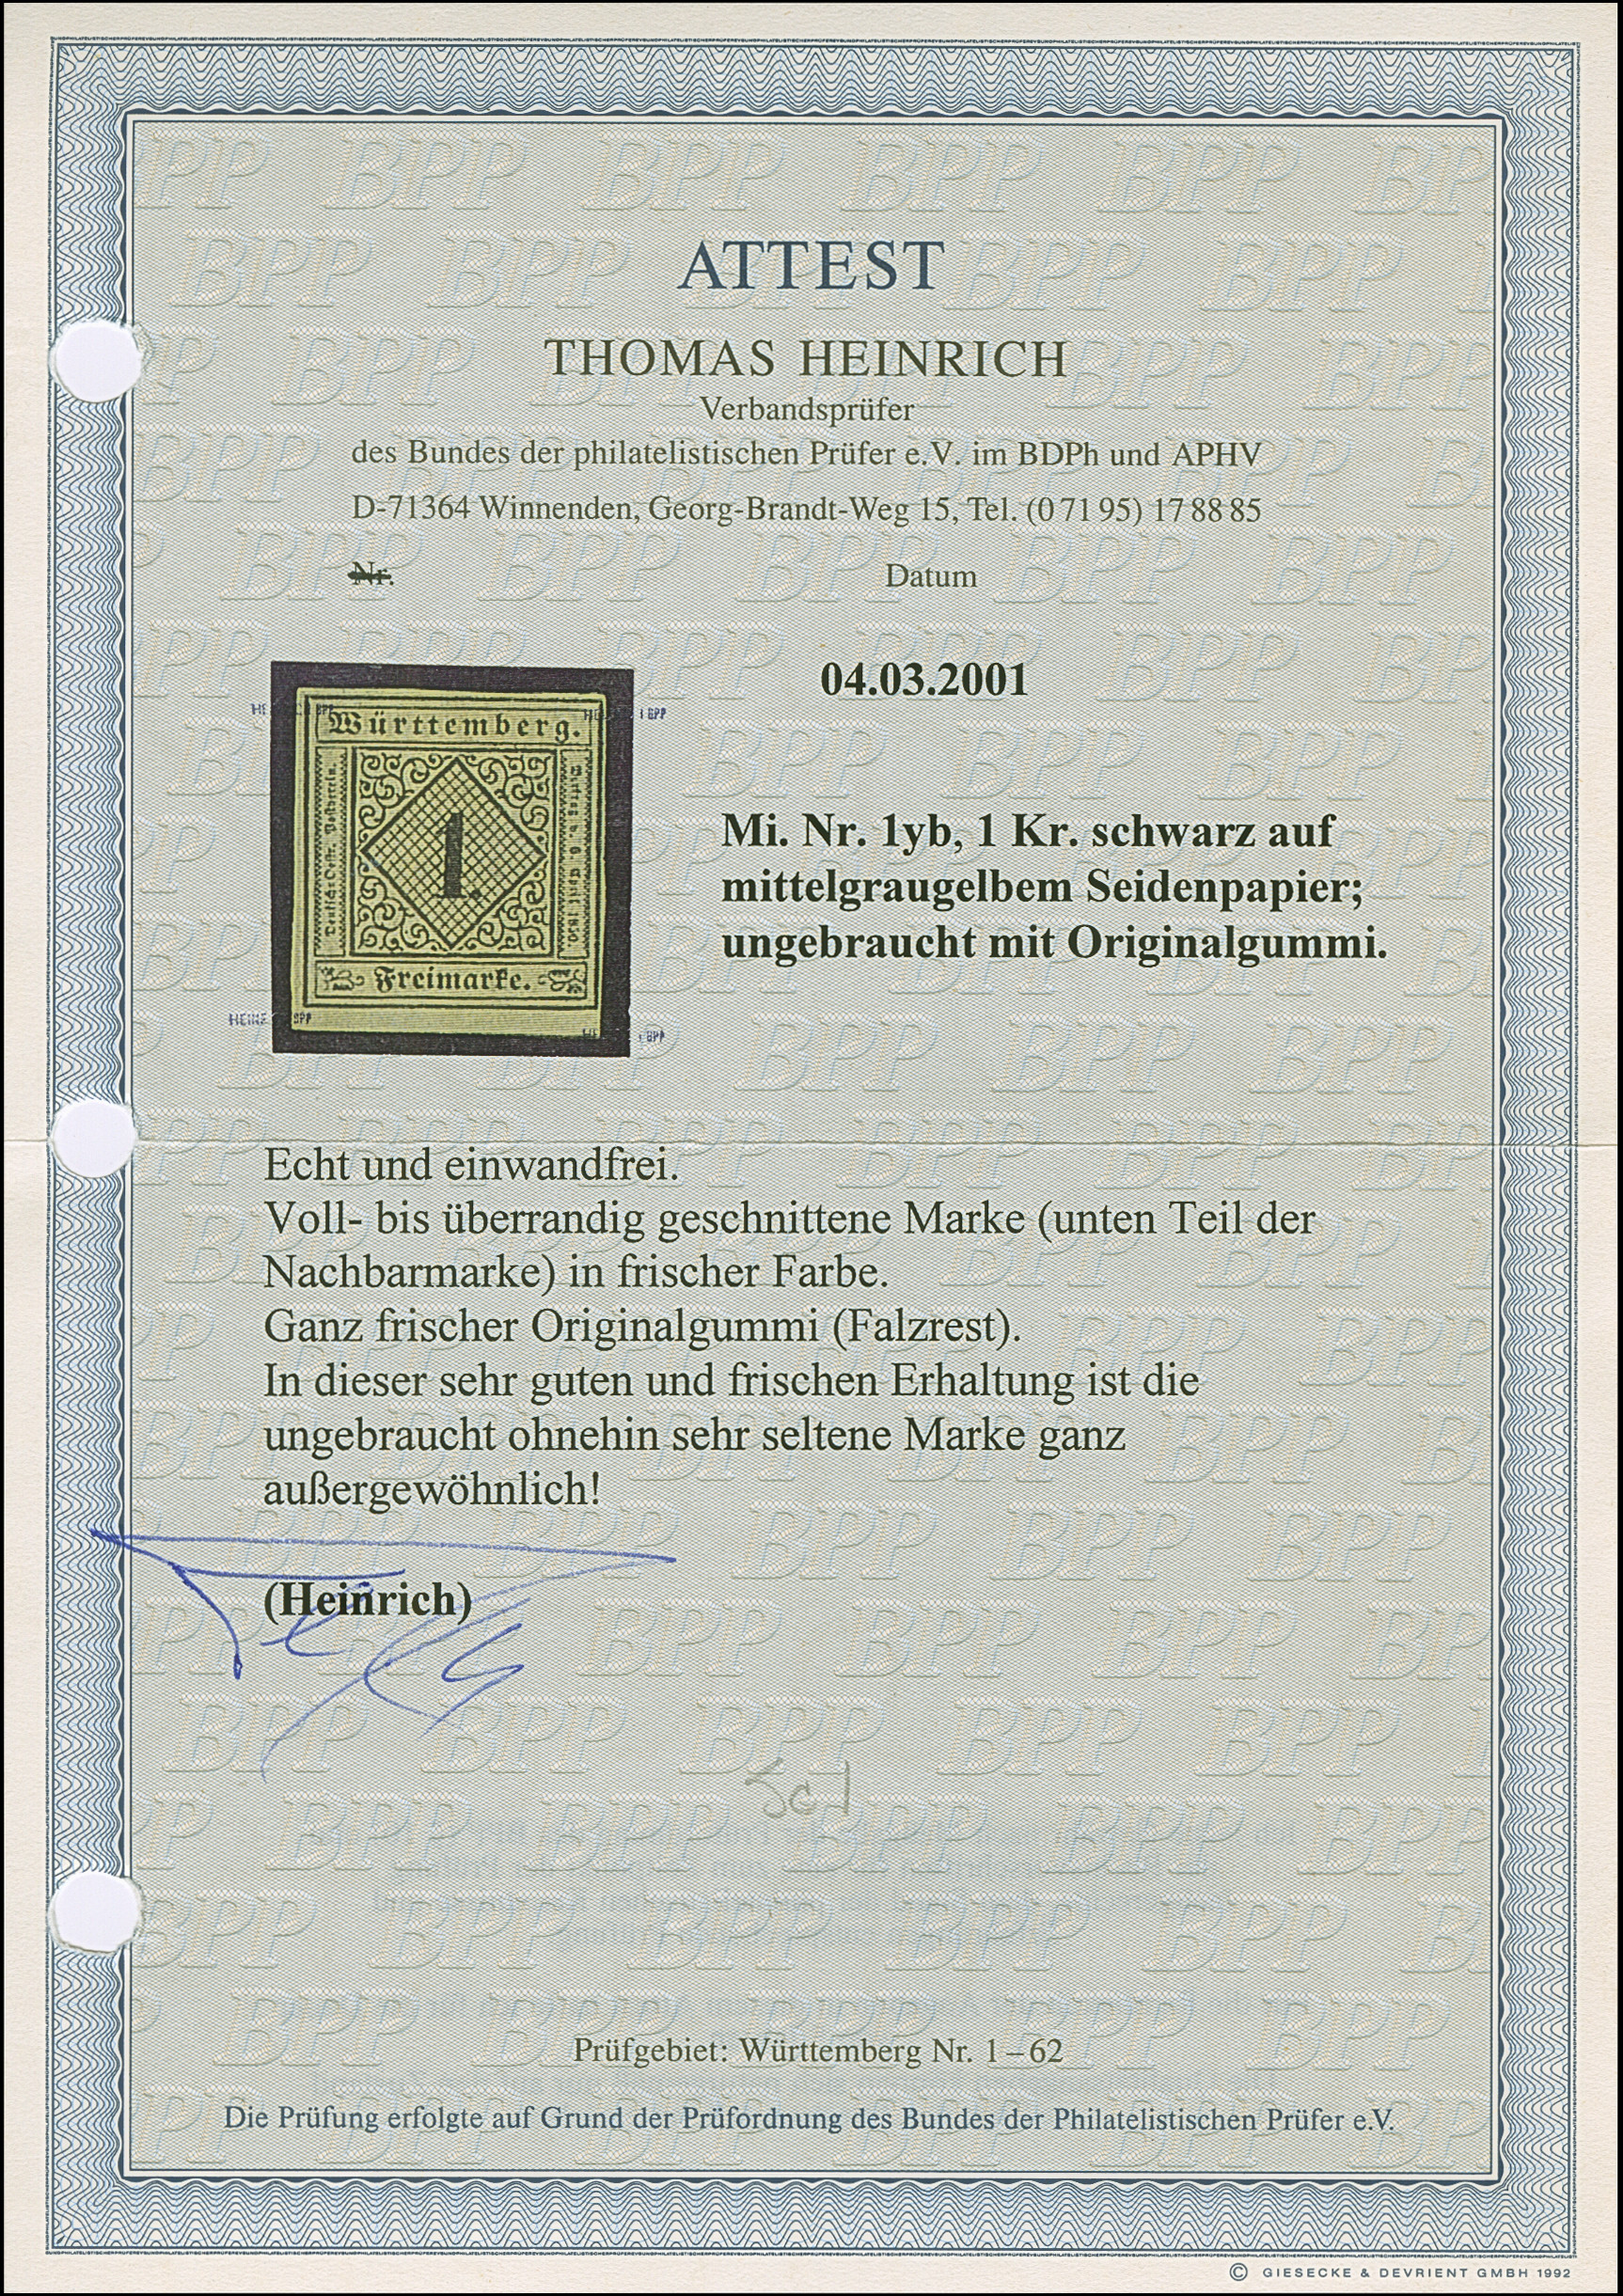 ATTEST
THOMAS HEINRICH
Verbandsprüfer
des Bundes der philatelistischen Prüfer e.V. im BDPh und APHV
D-71364 Winnenden, Georg-Brandt-Weg 15, Tel. (0 71 95) 17 88 85
Nr.
Datum
04.03.2001
Württemberg.
1.
Freimarke.
BPP
BPP
HEINR BPP
BPP
Mi. Nr. 1yb, 1 Kr. schwarz auf
mittelgraugelbem Seidenpapier;
ungebraucht mit Originalgummi.
Echt und einwandfrei.
Voll- bis überrandig geschnittene Marke (unten Teil der
Nachbarmarke) in frischer Farbe.
Ganz frischer Originalgummi (Falzrest).
In dieser sehr guten und frischen Erhaltung ist die
ungebraucht ohnehin sehr seltene Marke ganz
außergewöhnlich!
(Heinrich)
Prüfgebiet: Württemberg Nr. 1–62
Die Prüfung erfolgte auf Grund der Prüfordnung des Bundes der Philatelistischen Prüfer e.V.
© GIESECKE & DEVRIENT GMBH 1992